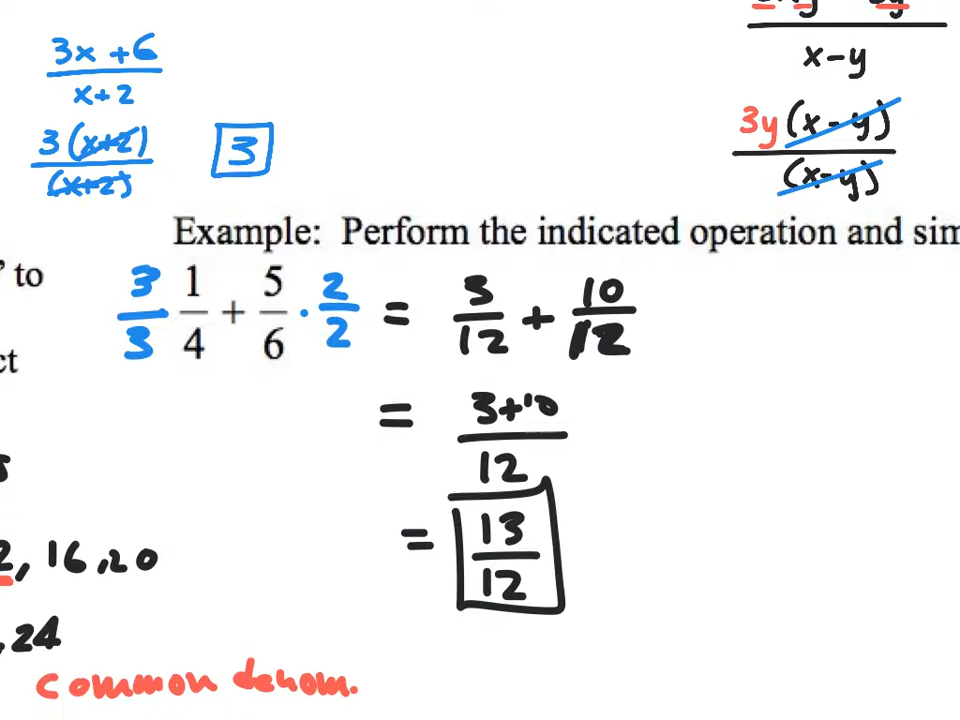 3x + 6
x + 2
3 (x+2)
(x+2)
3
x - y
3y (x - y)
(x - y)
Example: Perform the indicated operation and sim
to
3/3 1/4 + 5/6 · 2/2 = 3/12 + 10/12
ct
= 3+10
12
= 13
12
2, 16, 20
, 24
common denom.